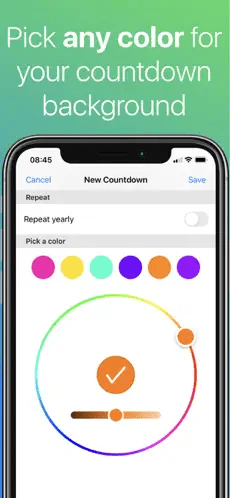 Pick any color for
your countdown
background
08:45
Cancel New Countdown Save
Repeat
Repeat yearly
Pick a color